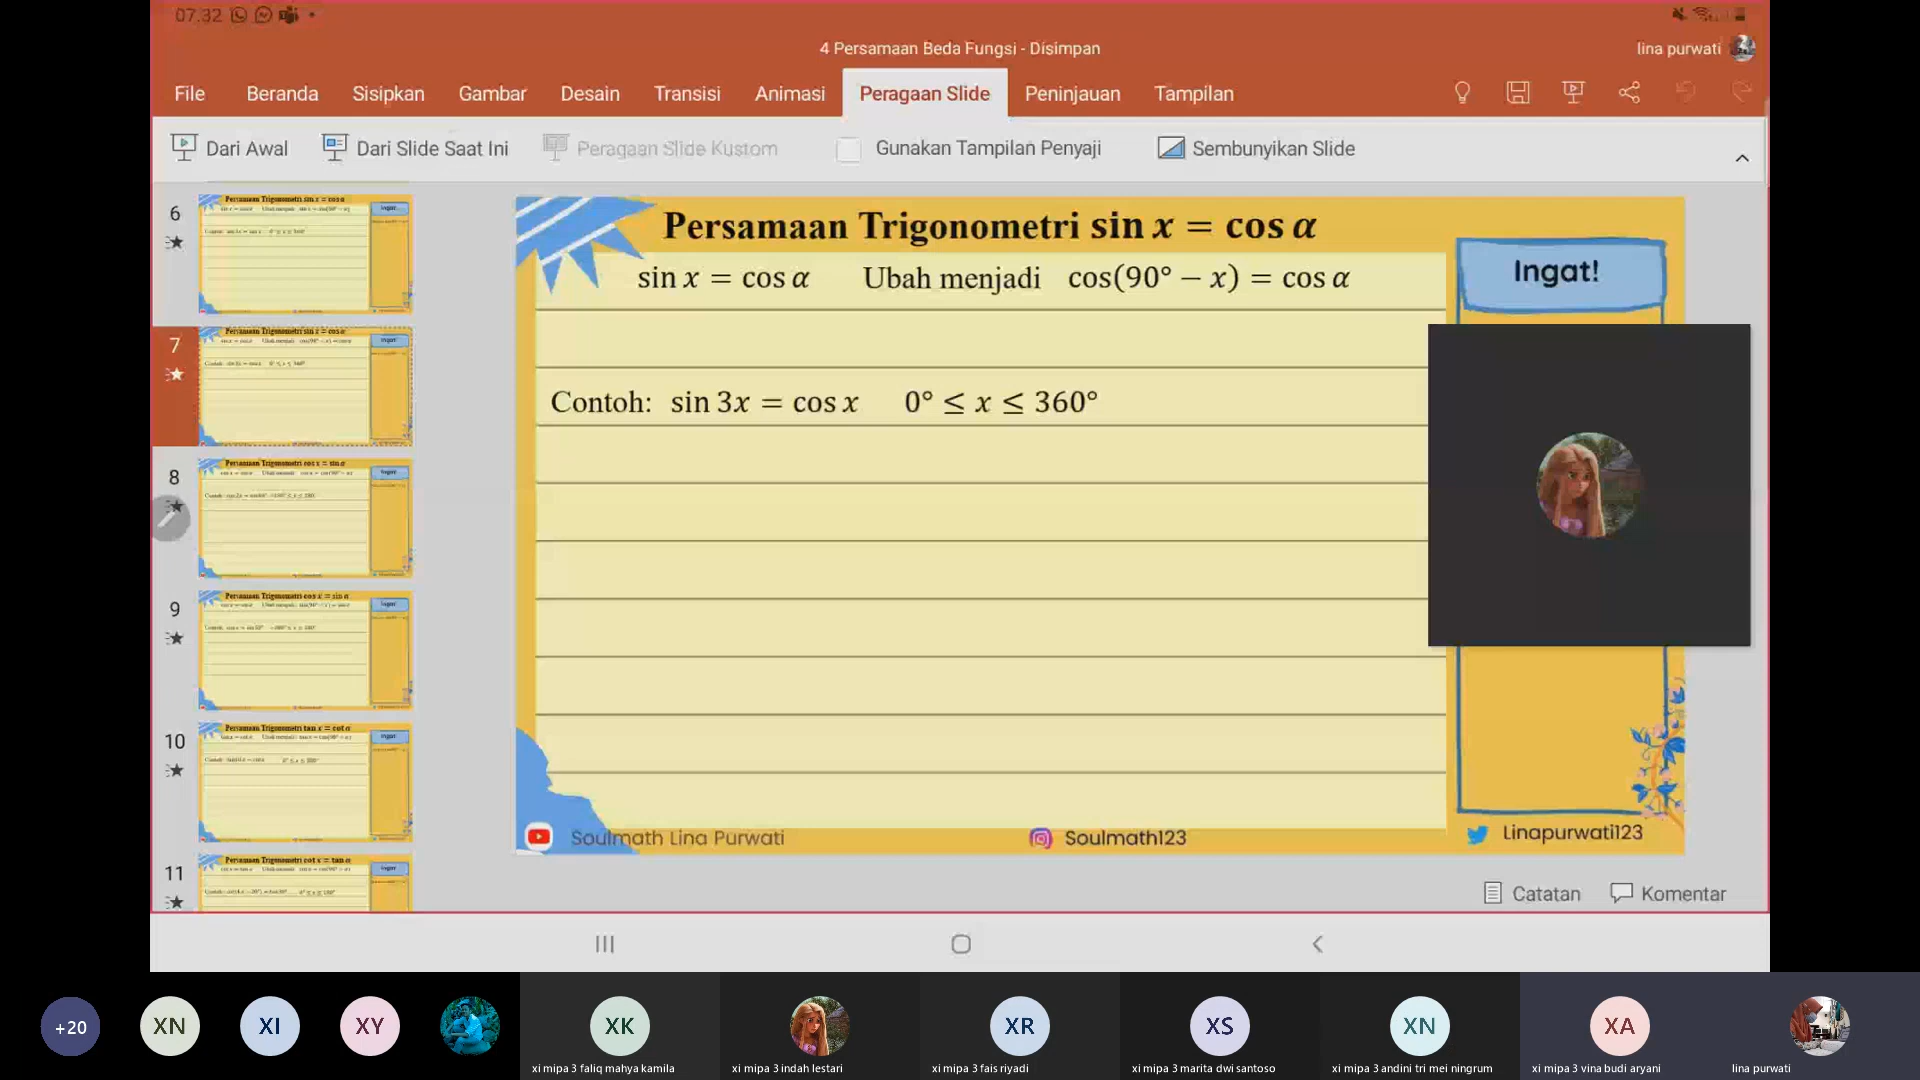 07.32
4 Persamaan Beda Fungsi - Disimpan
lina purwati
File Beranda Sisipkan Gambar Desain Transisi Animasi Peragaan Slide Peninjauan Tampilan
Dari Awal Dari Slide Saat Ini Peragaan Slide Kustom Gunakan Tampilan Penyaji Sembunyikan Slide
6
7
8
9
10
11
Persamaan Trigonometri sin x = cos α
sin x = cos α Ubah menjadi cos(90° − x) = cos α
Contoh: sin 3x = cos x 0° ≤ x ≤ 360°
Ingat!
Soulmath Lina Purwati
Soulmath123
Linapurwati123
Catatan Komentar
+20 XN XI XY XK XR XS XN XA
xi mipa 3 faliq mahya kamila
xi mipa 3 indah lestari
xi mipa 3 fais riyadi
xi mipa 3 marita dwi santoso
xi mipa 3 andini tri mei ningrum
xi mipa 3 vina budi aryani
lina purwati